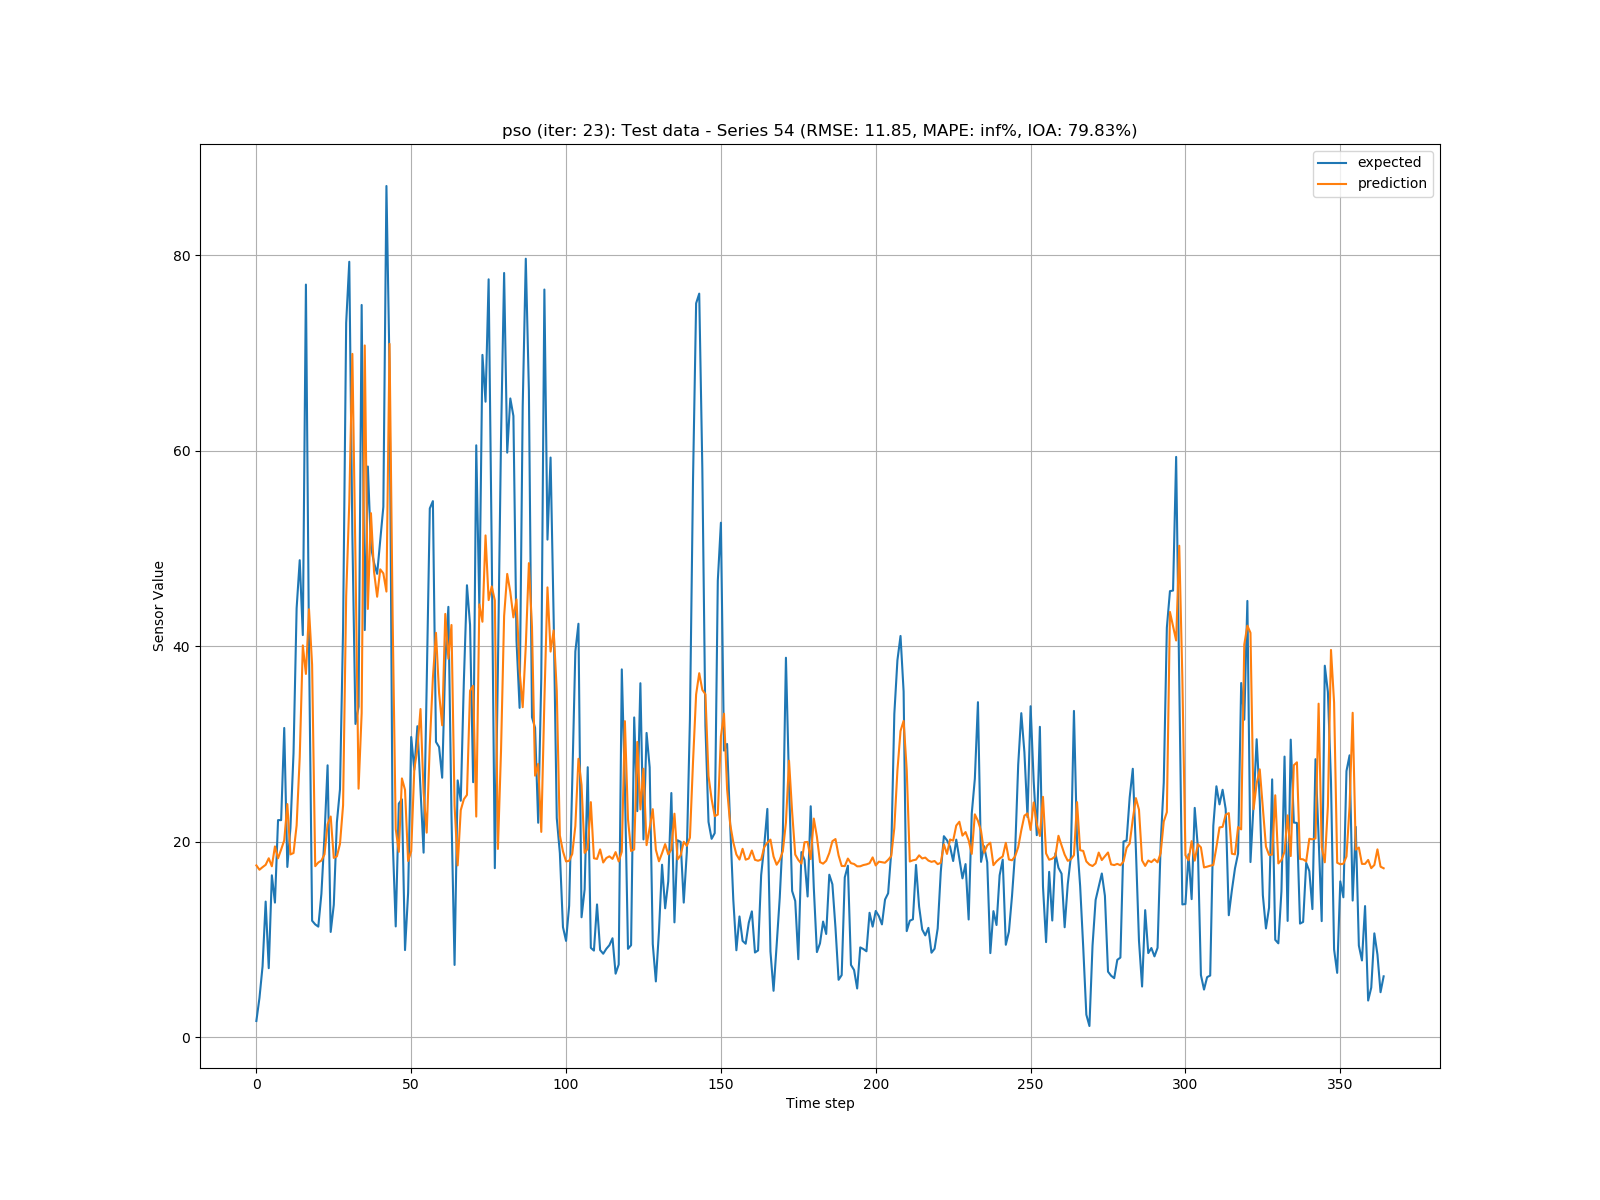 pso (iter: 23): Test data - Series 54 (RMSE: 11.85, MAPE: inf%, IOA: 79.83%)
expected
prediction
80
60
40
20
0
Sensor Value
0 50 100 150 200 250 300 350
Time step